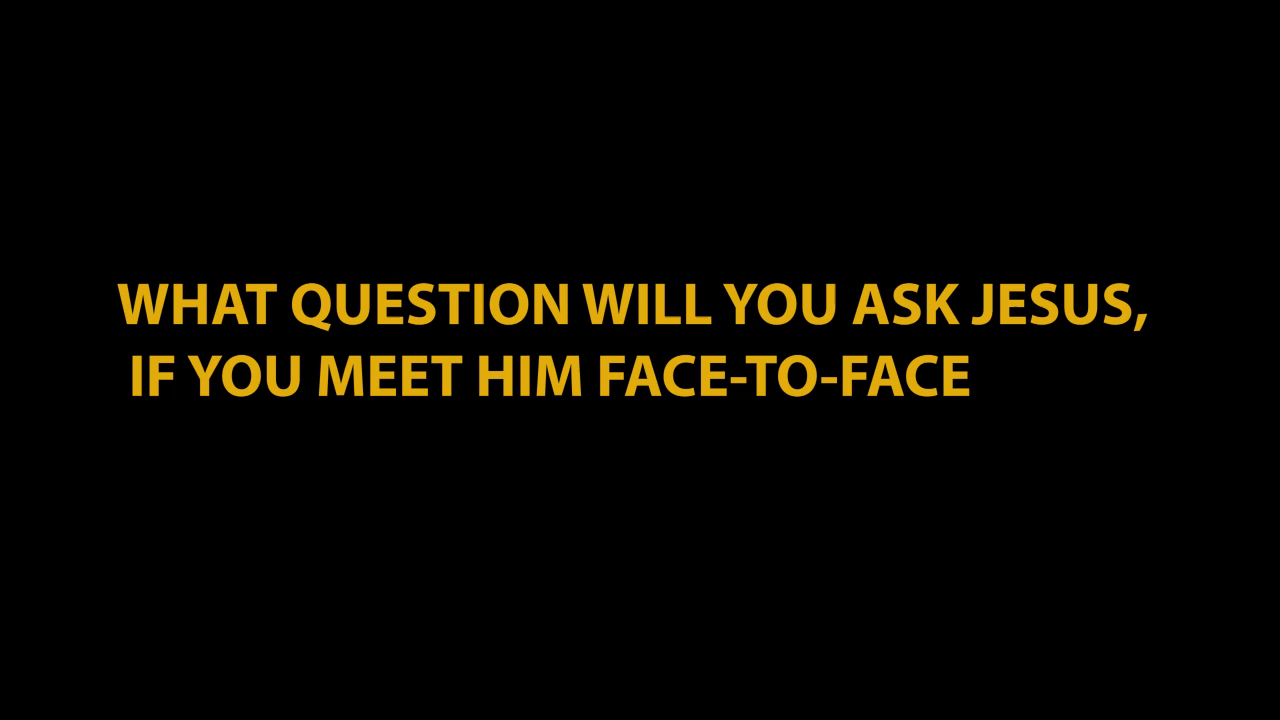 WHAT QUESTION WILL YOU ASK JESUS,
IF YOU MEET HIM FACE-TO-FACE